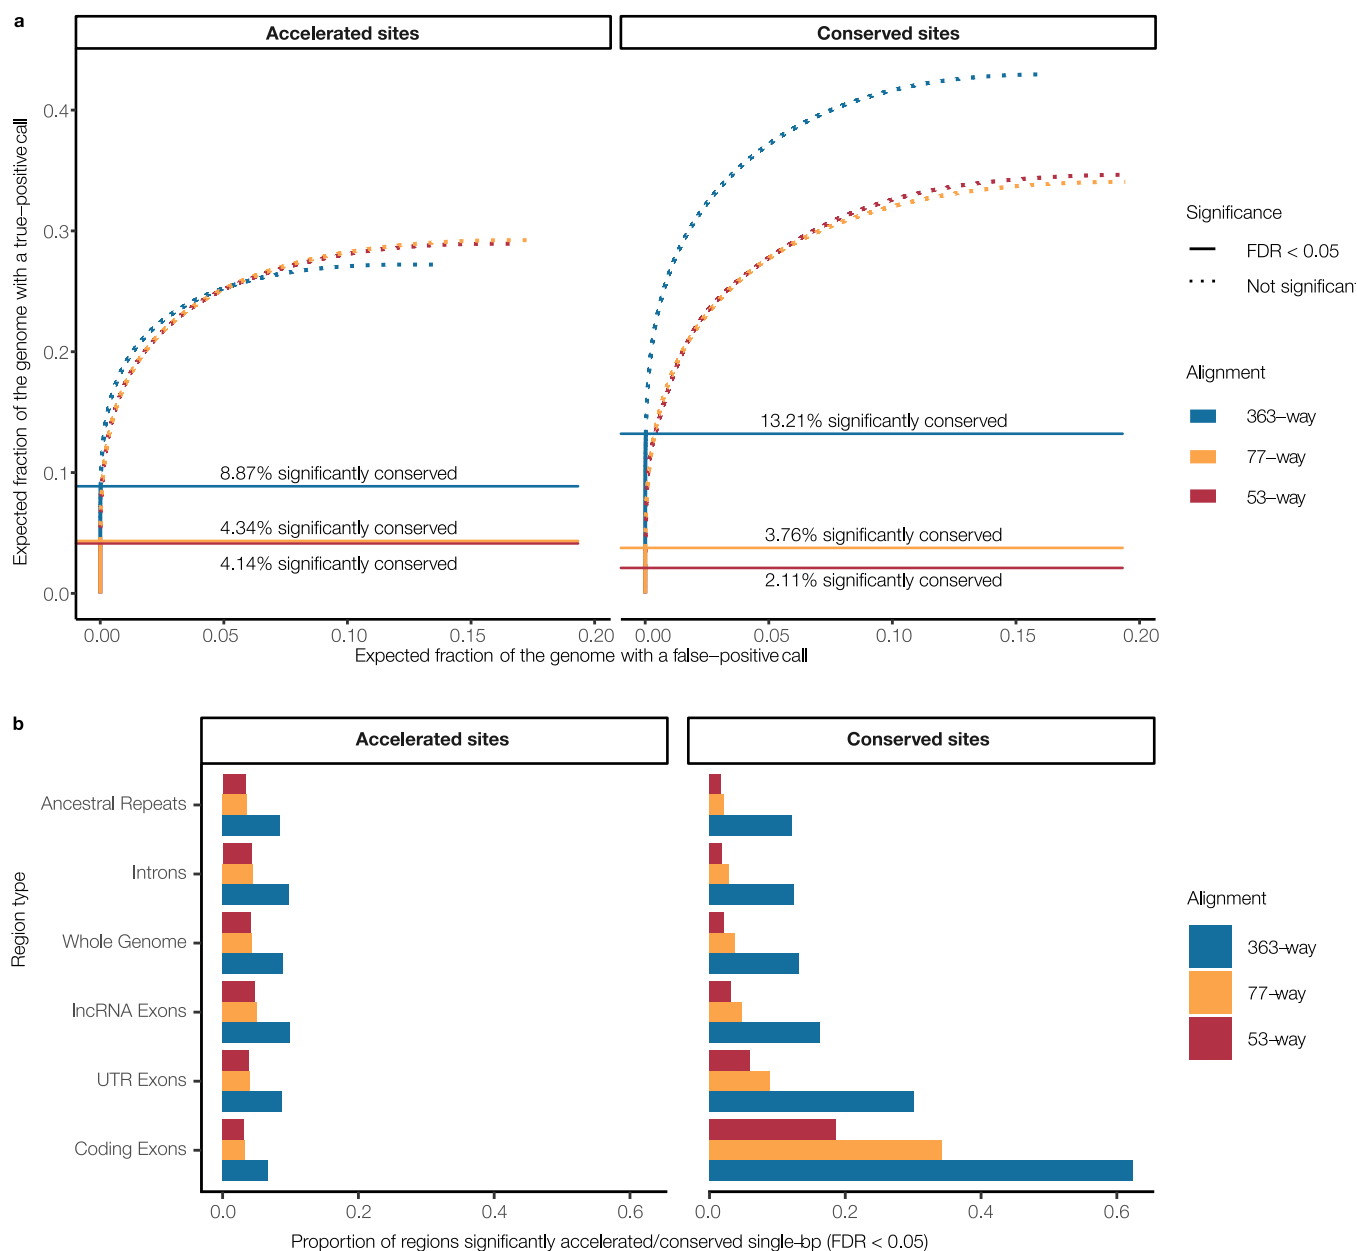 a
Accelerated sites
Conserved sites
Expected fraction of the genome with a true–positive call
0.4
0.3
0.2
0.1
0.0
8.87% significantly conserved
4.34% significantly conserved
4.14% significantly conserved
13.21% significantly conserved
3.76% significantly conserved
2.11% significantly conserved
0.00 0.05 0.10 0.15 0.20
0.00 0.05 0.10 0.15 0.20
Expected fraction of the genome with a false–positive call
Significance
FDR < 0.05
Not significant
Alignment
363–way
77–way
53–way
b
Accelerated sites
Conserved sites
Region type
Ancestral Repeats
Introns
Whole Genome
lncRNA Exons
UTR Exons
Coding Exons
0.0 0.2 0.4 0.6
0.0 0.2 0.4 0.6
Proportion of regions significantly accelerated/conserved single–bp (FDR < 0.05)
Alignment
363–way
77–way
53–way